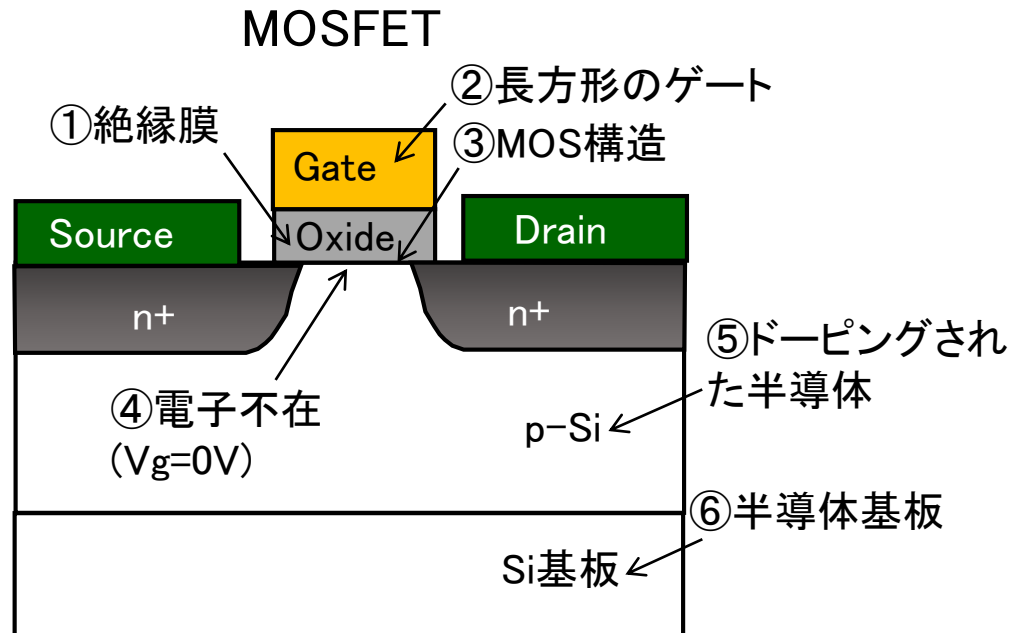 MOSFET
②長方形のゲート
①絶縁膜
③MOS構造
Gate
Source
Oxide
Drain
n+
n+
⑤ドーピングされ
た半導体
④電子不在
(Vg=0V)
p-Si
⑥半導体基板
Si基板